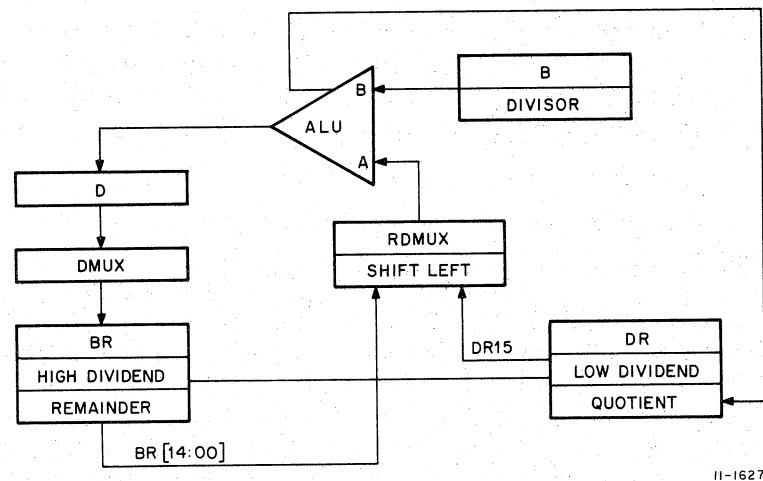 B
DIVISOR
B
ALU
A
D
RDMUX
SHIFT LEFT
DMUX
BR
HIGH DIVIDEND
REMAINDER
DR15
DR
LOW DIVIDEND
QUOTIENT
BR [14:00]
11-1627